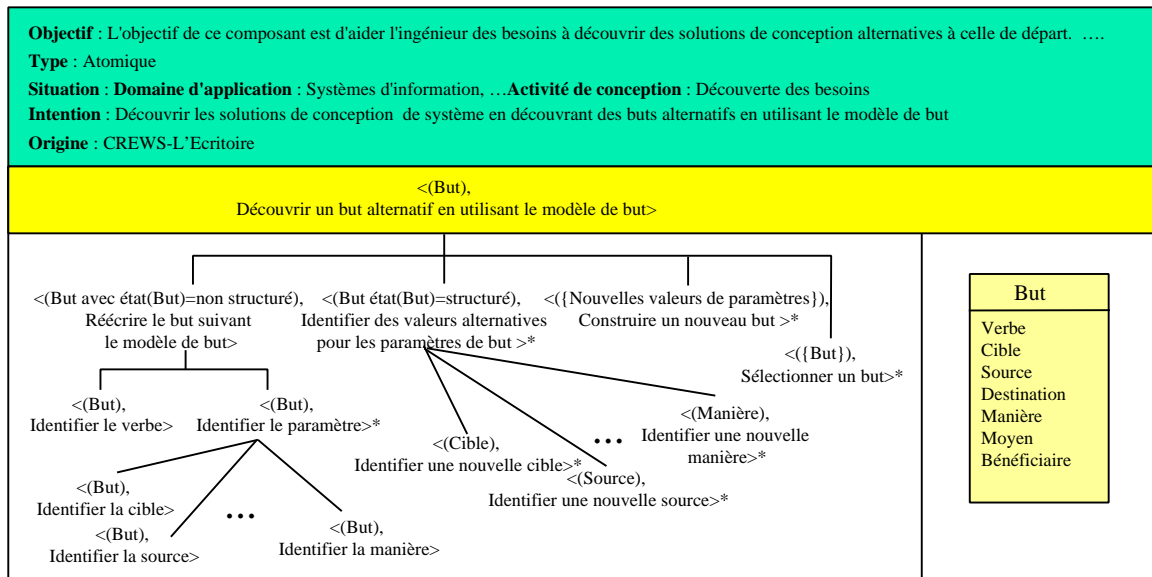 Objectif : L'objectif de ce composant est d'aider l'ingénieur des besoins à découvrir des solutions de conception alternatives à celle de départ. ….
Type : Atomique
Situation : Domaine d'application : Systèmes d'information, …Activité de conception : Découverte des besoins
Intention : Découvrir les solutions de conception de système en découvrant des buts alternatifs en utilisant le modèle de but
Origine : CREWS-L'Ecritoire
<(But),
Découvrir un but alternatif en utilisant le modèle de but>
<(But avec état(But)=non structuré),
Réécrire le but suivant
le modèle de but>
<(But état(But)=structuré),
Identifier des valeurs alternatives
pour les paramètres de but >*
<({Nouvelles valeurs de paramètres}),
Construire un nouveau but >*
<({But}),
Sélectionner un but>*
<(But),
Identifier le verbe>
<(But),
Identifier le paramètre>*
<(Cible),
Identifier une nouvelle cible>*
<(Source),
Identifier une nouvelle source>*
...
<(Manière),
Identifier une nouvelle
manière>*
<(But),
Identifier la cible>
<(But),
Identifier la source>
...
<(But),
Identifier la manière>
But
Verbe
Cible
Source
Destination
Manière
Moyen
Bénéficiaire